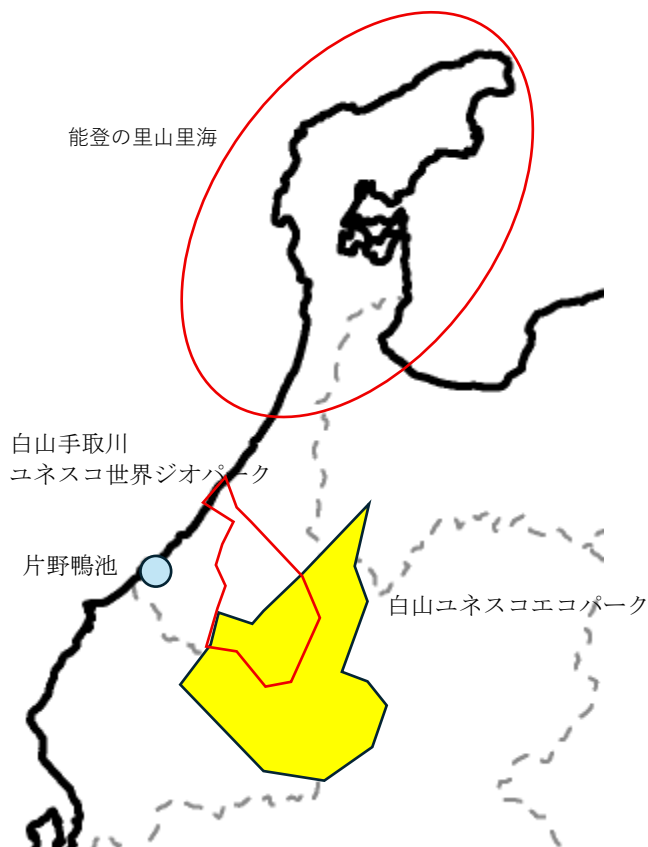 能登の里山里海
白山手取川
ユネスコ世界ジオパーク
片野鴨池
白山ユネスコエコパーク